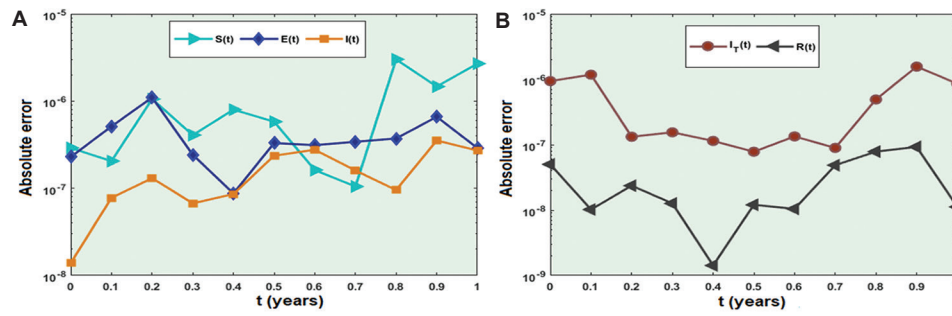 A
10^-5
10^-6
10^-7
10^-8
Absolute error
S(t) E(t) I(t)
0 0.1 0.2 0.3 0.4 0.5 0.6 0.7 0.8 0.9 1
t (years)
B
10^-5
10^-6
10^-7
10^-8
10^-9
Absolute error
I_T(t) R(t)
0 0.1 0.2 0.3 0.4 0.5 0.6 0.7 0.8 0.9
t (years)